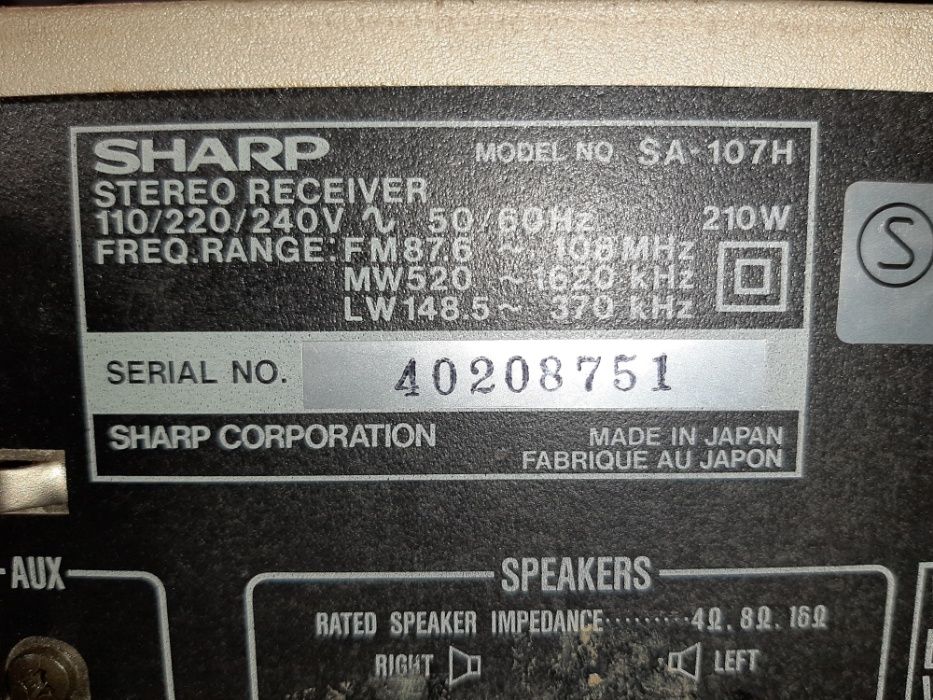 SHARP MODEL NO SA-107H
STEREO RECEIVER
110/220/240V ∿ 50/60Hz 210W
FREQ.RANGE: FM87.6 ~ 108MHz
MW520 ~ 1620 kHz
LW148.5 ~ 370 kHz
S
SERIAL NO. 40208751
SHARP CORPORATION MADE IN JAPAN
FABRIQUE AU JAPON
AUX SPEAKERS
RATED SPEAKER IMPEDANCE········4Ω. 8Ω. 16Ω
RIGHT LEFT